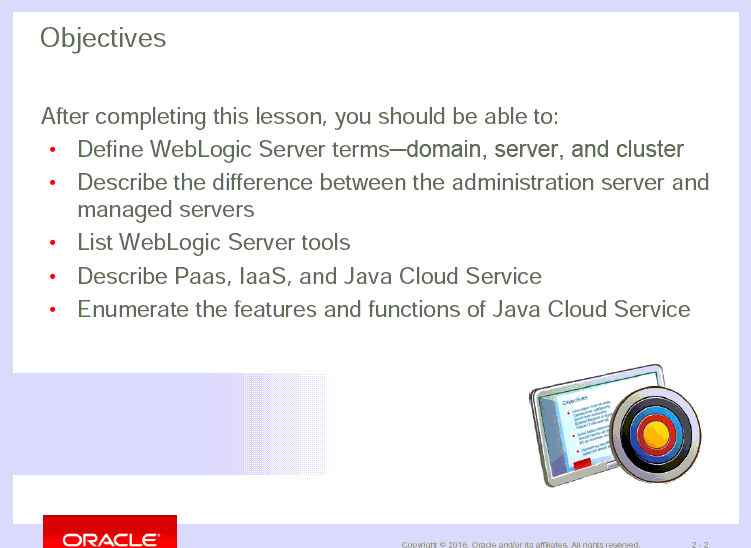 Objectives
After completing this lesson, you should be able to:
• Define WebLogic Server terms—domain, server, and cluster
• Describe the difference between the administration server and
managed servers
• List WebLogic Server tools
• Describe Paas, IaaS, and Java Cloud Service
• Enumerate the features and functions of Java Cloud Service
Objectives
ORACLE
Copyright © 2016, Oracle and/or its affiliates. All rights reserved.
2 - 2